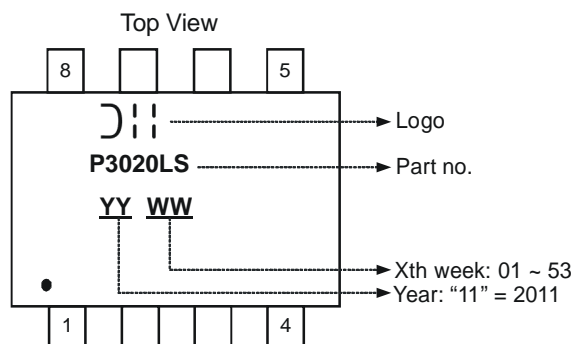 Top View
8 5
Logo
P3020LS Part no.
YY WW
Xth week: 01 ~ 53
Year: “11” = 2011
1 4